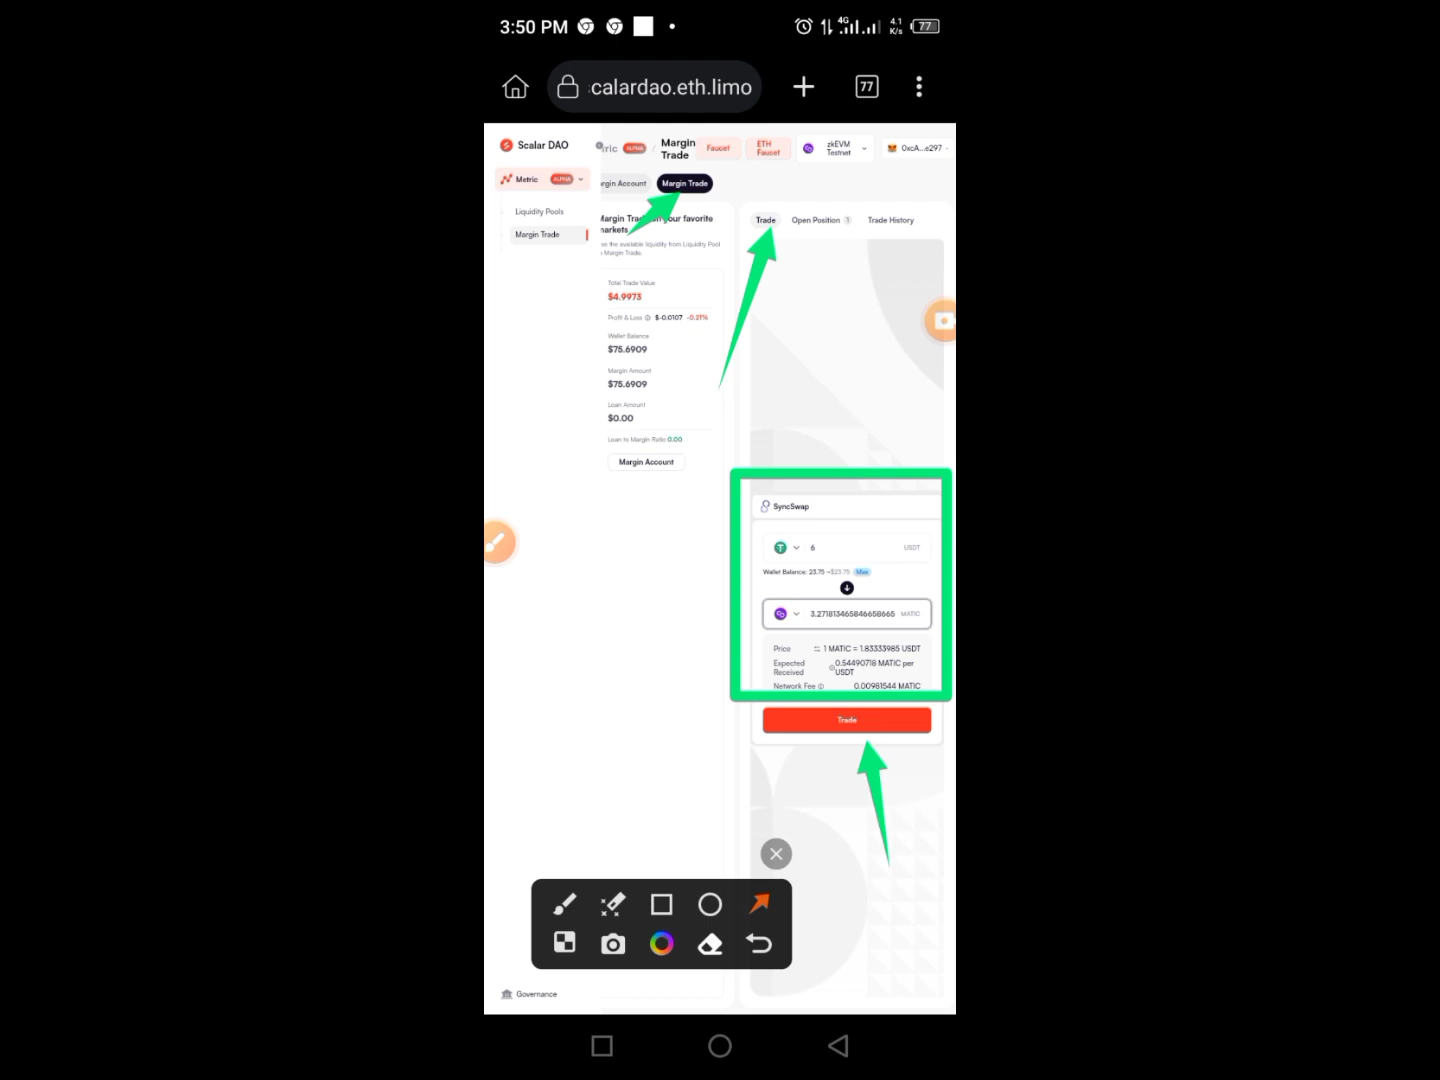 3:50 PM
4G
4.1
K/s
77
calardao.eth.limo
77
Scalar DAO
ric ALPHA / Margin Trade
Faucet
ETH Faucet
zkEVM Testnet
0xcA...e297
Metric ALPHA
Liquidity Pools
Margin Trade
rgin Account
Margin Trade
Margin Trade on your favorite
narkets
se the available liquidity from Liquidity Pool
Margin Trade.
Total Trade Value
$4.9973
Profit & Loss $-0.0107 -0.21%
Wallet Balance
$75.6909
Margin Amount
$75.6909
Loan Amount
$0.00
Loan to Margin Ratio 0.00
Margin Account
Trade
Open Position 1
Trade History
SyncSwap
6 USDT
Wallet Balance: 23.75 ~$23.75 Max
3.271813465846658665 MATIC
Price 1 MATIC = 1.83333985 USDT
Expected Received 0.54490718 MATIC per USDT
Network Fee 0.00981544 MATIC
Trade
Governance